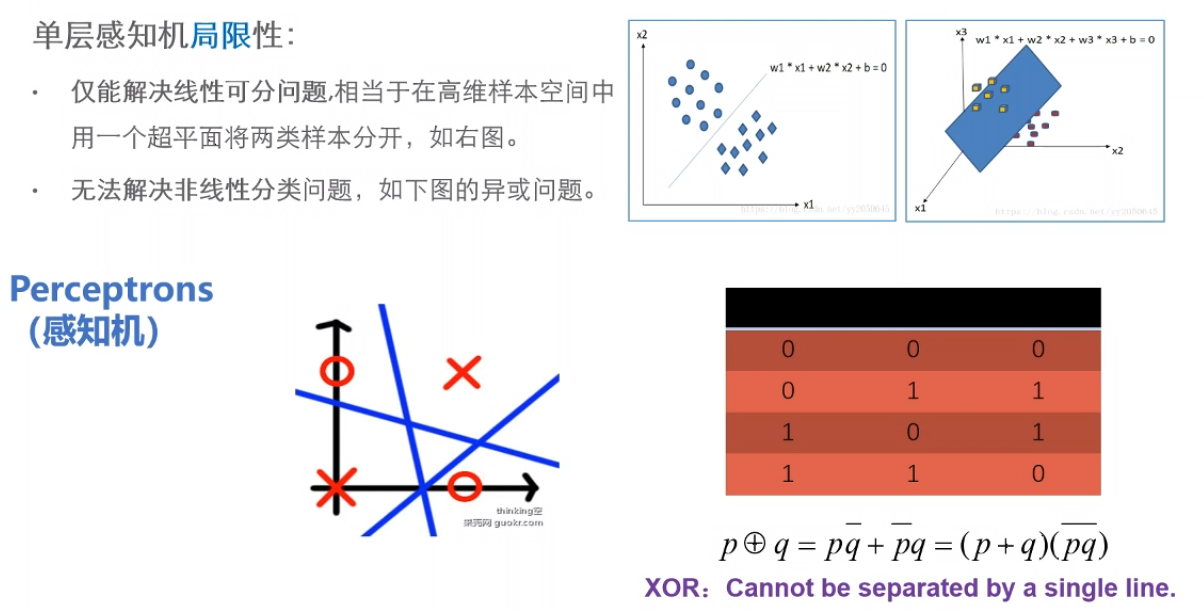 单层感知机局限性:
• 仅能解决线性可分问题,相当于在高维样本空间中
用一个超平面将两类样本分开，如右图。
• 无法解决非线性分类问题，如下图的异或问题。
x2
w1 * x1 + w2 * x2 + b = 0
x1
https://blog.csdn.net/yy2050645
x3
w1 * x1 + w2 * x2 + w3 * x3 + b = 0
x2
x1
https://blog.csdn.net/yy2050645
Perceptrons
（感知机）
thinking空
果壳网 guokr.com
0 0 0
0 1 1
1 0 1
1 1 0
p ⊕ q = pq̅ + p̅q = (p + q)(p̅q̅)
XOR：Cannot be separated by a single line.